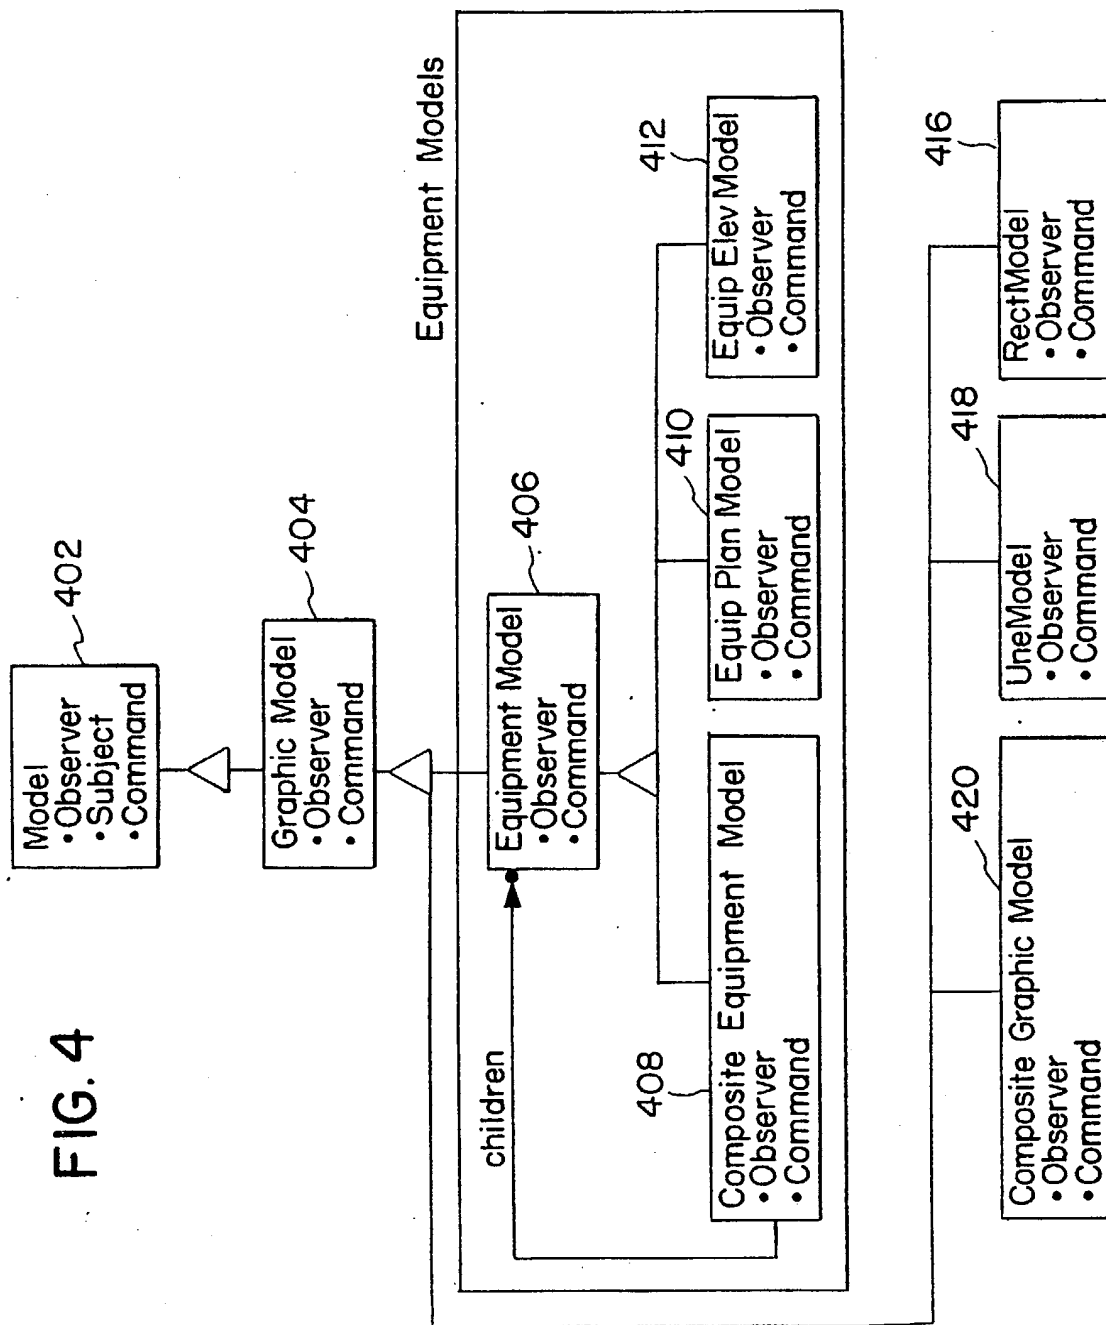 FIG. 4
Model
• Observer
• Subject
• Command
402
Graphic Model
• Observer
• Command
404
Equipment Models
children
Equipment Model
• Observer
• Command
406
408
Composite Equipment Model
• Observer
• Command
410
Equip Plan Model
• Observer
• Command
412
Equip Elev Model
• Observer
• Command
420
Composite Graphic Model
• Observer
• Command
418
UneModel
• Observer
• Command
416
RectModel
• Observer
• Command